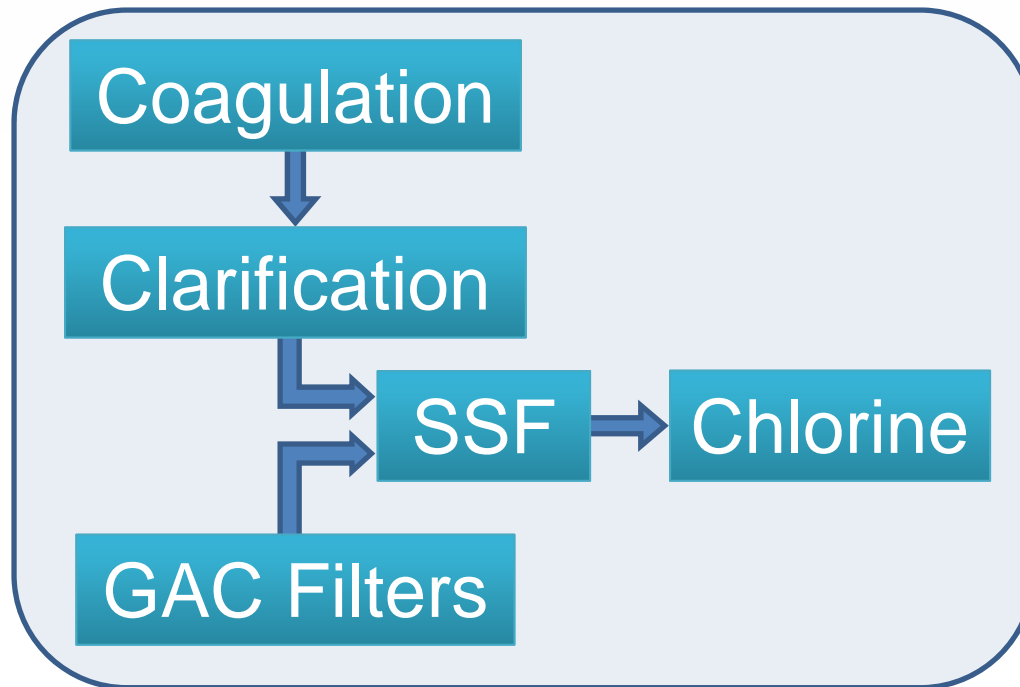 Coagulation
Clarification
SSF
Chlorine
GAC Filters